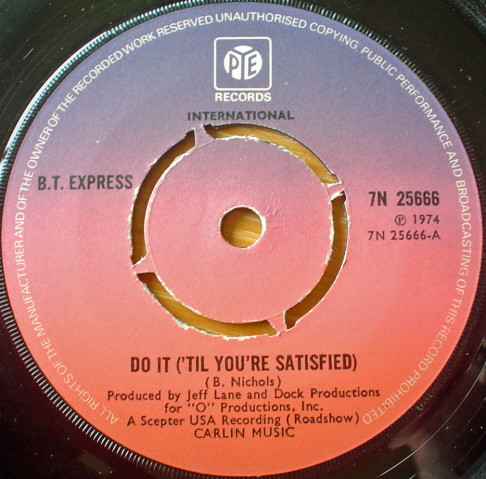 ALL RIGHTS OF THE MANUFACTURER AND OF THE OWNER OF THE RECORDED WORK RESERVED UNAUTHORISED COPYING, PUBLIC PERFORMANCE AND BROADCASTING OF THIS RECORD PROHIBITED
PYE
RECORDS
INTERNATIONAL
B.T. EXPRESS
7N 25666
℗ 1974
7N 25666-A
DO IT ('TIL YOU'RE SATISFIED)
(B. Nichols)
Produced by Jeff Lane and Dock Productions
for "O" Productions, Inc.
A Scepter USA Recording (Roadshow)
CARLIN MUSIC